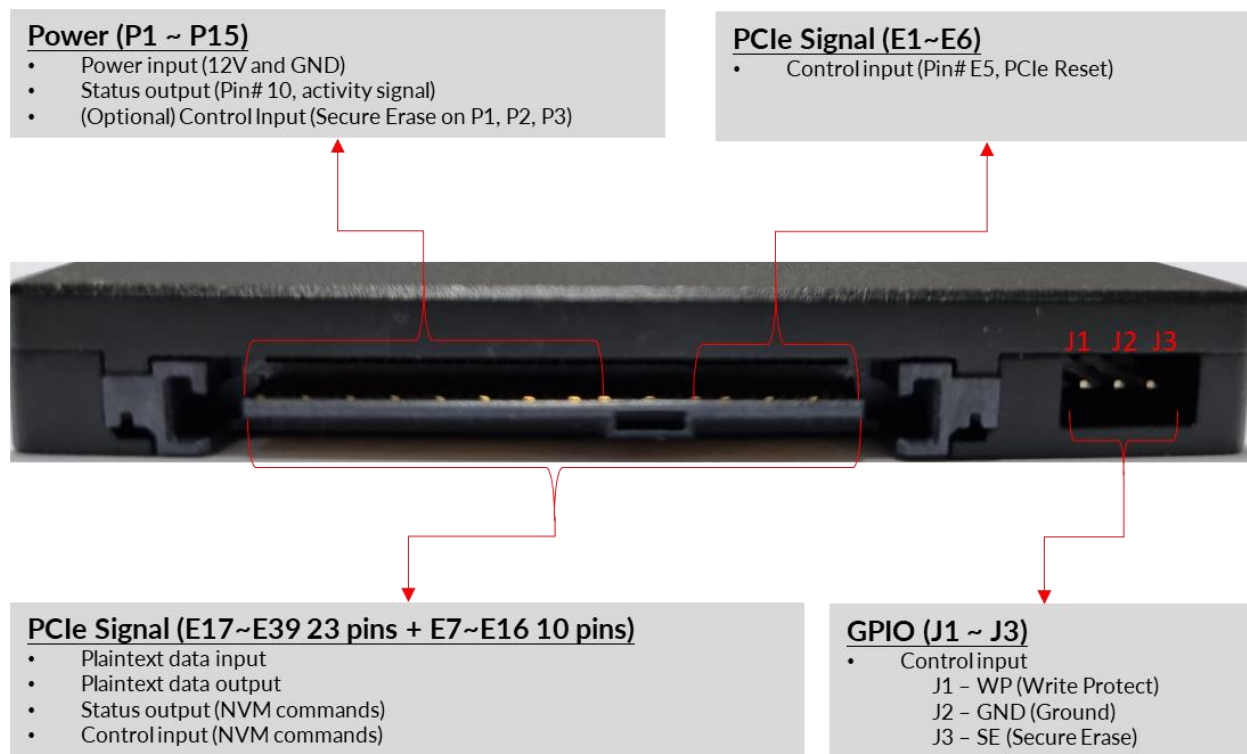 Power (P1 ~ P15)
• Power input (12V and GND)
• Status output (Pin# 10, activity signal)
• (Optional) Control Input (Secure Erase on P1, P2, P3)
PCIe Signal (E1~E6)
• Control input (Pin# E5, PCIe Reset)
J1 J2 J3
PCIe Signal (E17~E39 23 pins + E7~E16 10 pins)
• Plaintext data input
• Plaintext data output
• Status output (NVM commands)
• Control input (NVM commands)
GPIO (J1 ~ J3)
• Control input
J1 – WP (Write Protect)
J2 – GND (Ground)
J3 – SE (Secure Erase)